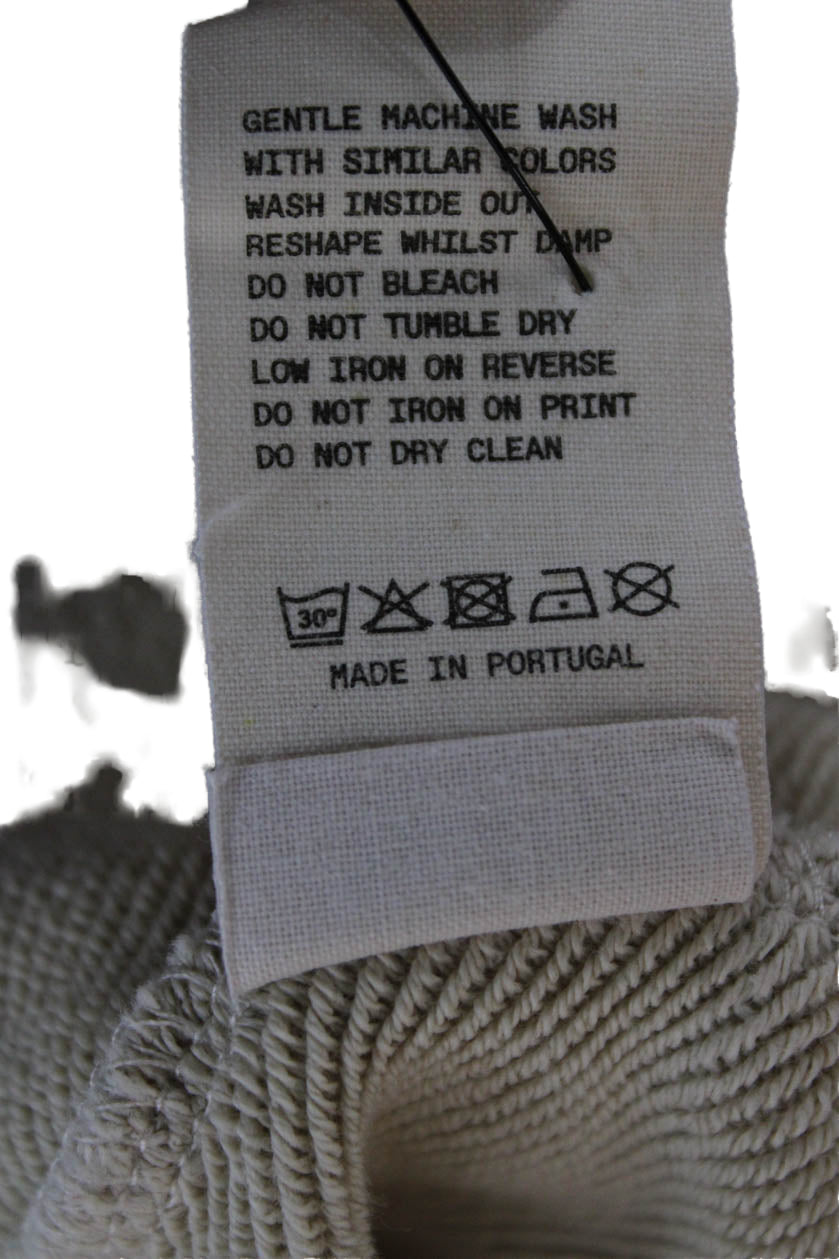 GENTLE MACHINE WASH
WITH SIMILAR COLORS
WASH INSIDE OUT
RESHAPE WHILST DAMP
DO NOT BLEACH
DO NOT TUMBLE DRY
LOW IRON ON REVERSE
DO NOT IRON ON PRINT
DO NOT DRY CLEAN
30°
MADE IN PORTUGAL